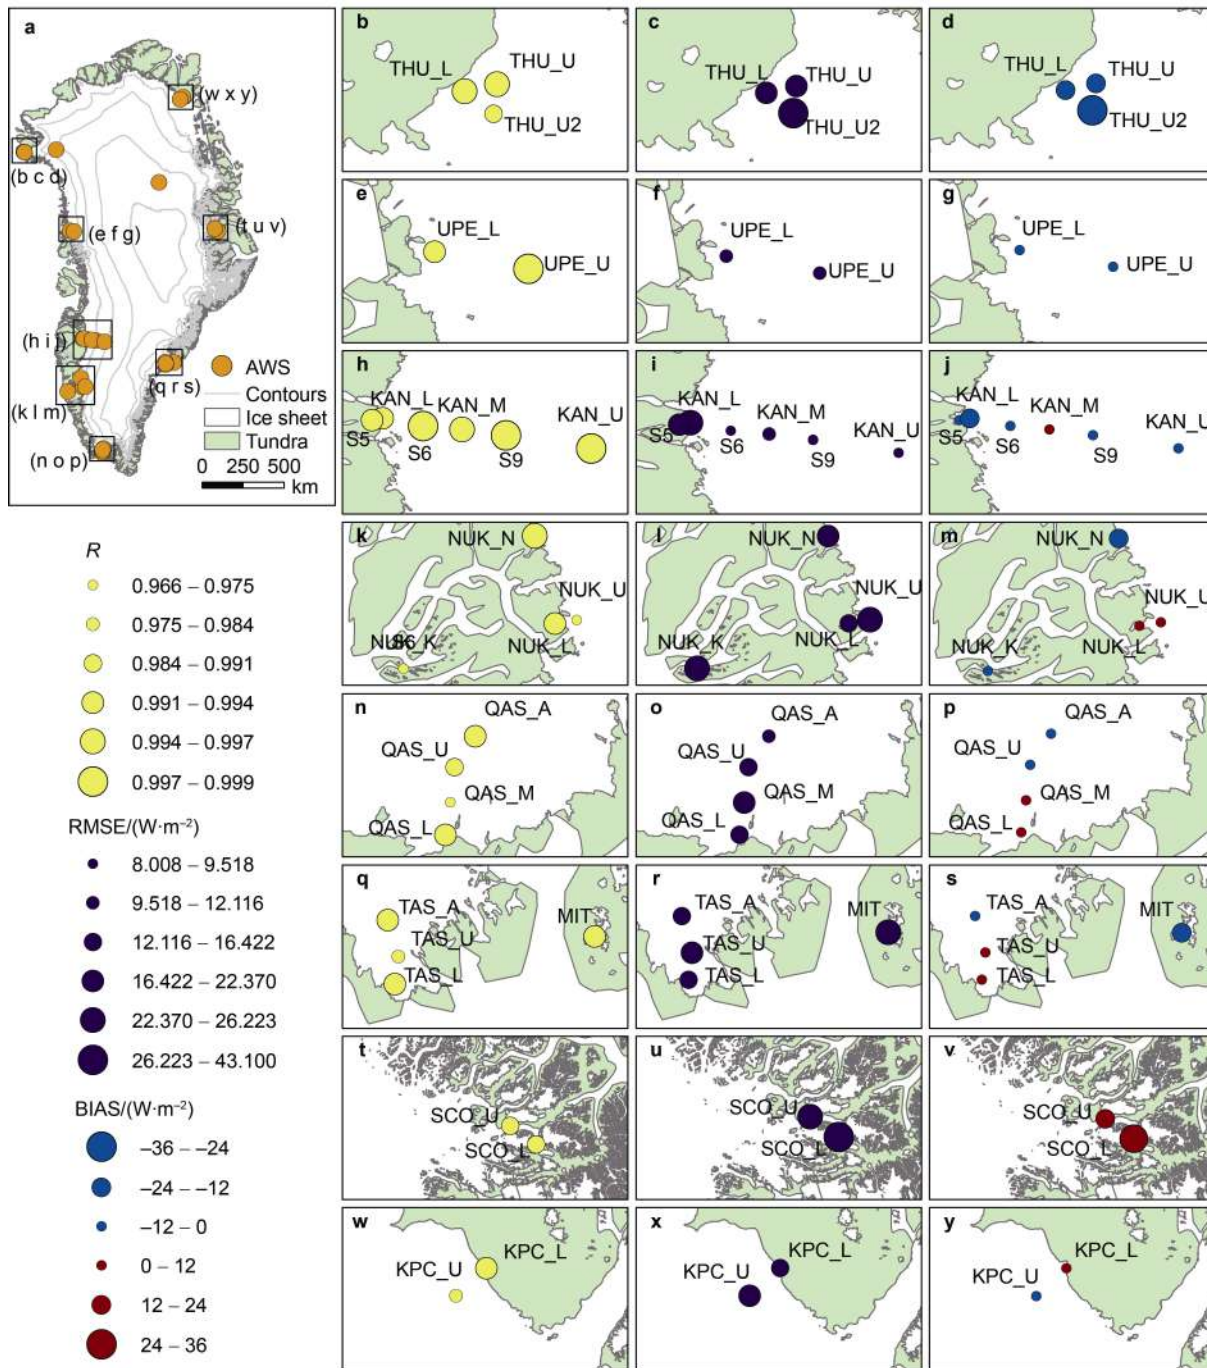 a
(w x y)
(b c d)
(e f g)
(t u v)
(h i j)
(q r s)
(k l m)
(n o p)
AWS
Contours
Ice sheet
Tundra
0 250 500
km
R
0.966 – 0.975
0.975 – 0.984
0.984 – 0.991
0.991 – 0.994
0.994 – 0.997
0.997 – 0.999
RMSE/(W·m⁻²)
8.008 – 9.518
9.518 – 12.116
12.116 – 16.422
16.422 – 22.370
22.370 – 26.223
26.223 – 43.100
BIAS/(W·m⁻²)
–36 – –24
–24 – –12
–12 – 0
0 – 12
12 – 24
24 – 36
b
THU_L
THU_U
THU_U2
c
THU_L
THU_U
THU_U2
d
THU_L
THU_U
THU_U2
e
UPE_L
UPE_U
f
UPE_L
UPE_U
g
UPE_L
UPE_U
h
KAN_L
KAN_M
KAN_U
S5
S6
S9
i
KAN_L
KAN_M
KAN_U
S5
S6
S9
j
KAN_L
KAN_M
KAN_U
S5
S6
S9
k
NUK_N
NUK_U
NUK_L
NUK_K
S6
l
NUK_N
NUK_U
NUK_L
NUK_K
m
NUK_N
NUK_U
NUK_L
NUK_K
n
QAS_A
QAS_U
QAS_M
QAS_L
o
QAS_A
QAS_U
QAS_M
QAS_L
p
QAS_A
QAS_U
QAS_M
QAS_L
q
TAS_A
MIT
TAS_U
TAS_L
r
TAS_A
MIT
TAS_U
TAS_L
s
TAS_A
MIT
TAS_U
TAS_L
t
SCO_U
SCO_L
u
SCO_U
SCO_L
v
SCO_U
SCO_L
w
KPC_L
KPC_U
x
KPC_L
KPC_U
y
KPC_L
KPC_U